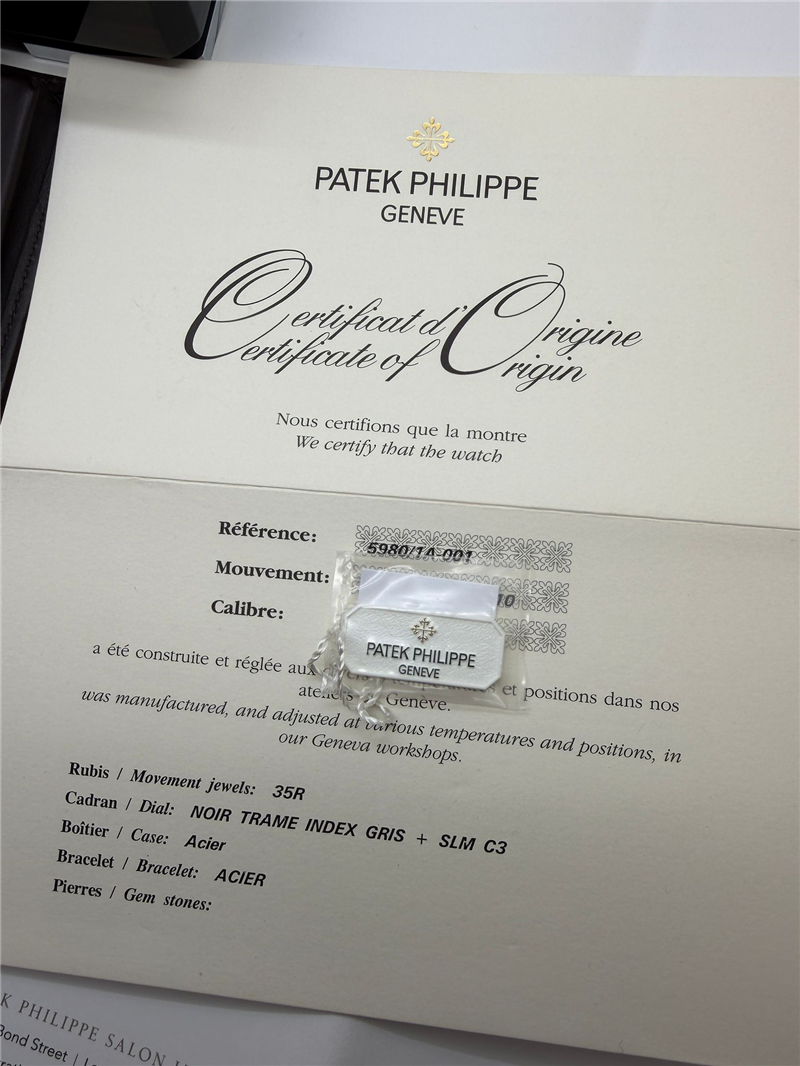 PATEK PHILIPPE
GENEVE
Certificat d'Origine
Certificate of Origin
Nous certifions que la montre
We certify that the watch
Référence: 5980/1A-001
Mouvement: 10
Calibre:
PATEK PHILIPPE
GENEVE
a été construite et réglée aux et positions dans nos
ateliers Genève.
was manufactured, and adjusted at various temperatures and positions, in
our Geneva workshops.
Rubis / Movement jewels: 35R
Cadran / Dial: NOIR TRAME INDEX GRIS + SLM C3
Boîtier / Case: Acier
Bracelet / Bracelet: ACIER
Pierres / Gem stones:
K PHILIPPE SALON
Bond Street |